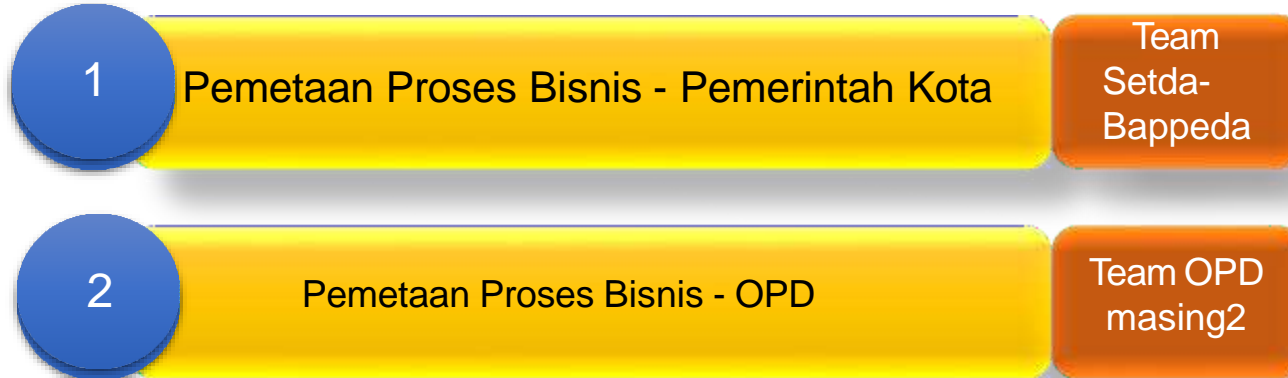 1
Pemetaan Proses Bisnis - Pemerintah Kota
Team
Setda-
Bappeda
2
Pemetaan Proses Bisnis - OPD
Team OPD
masing2